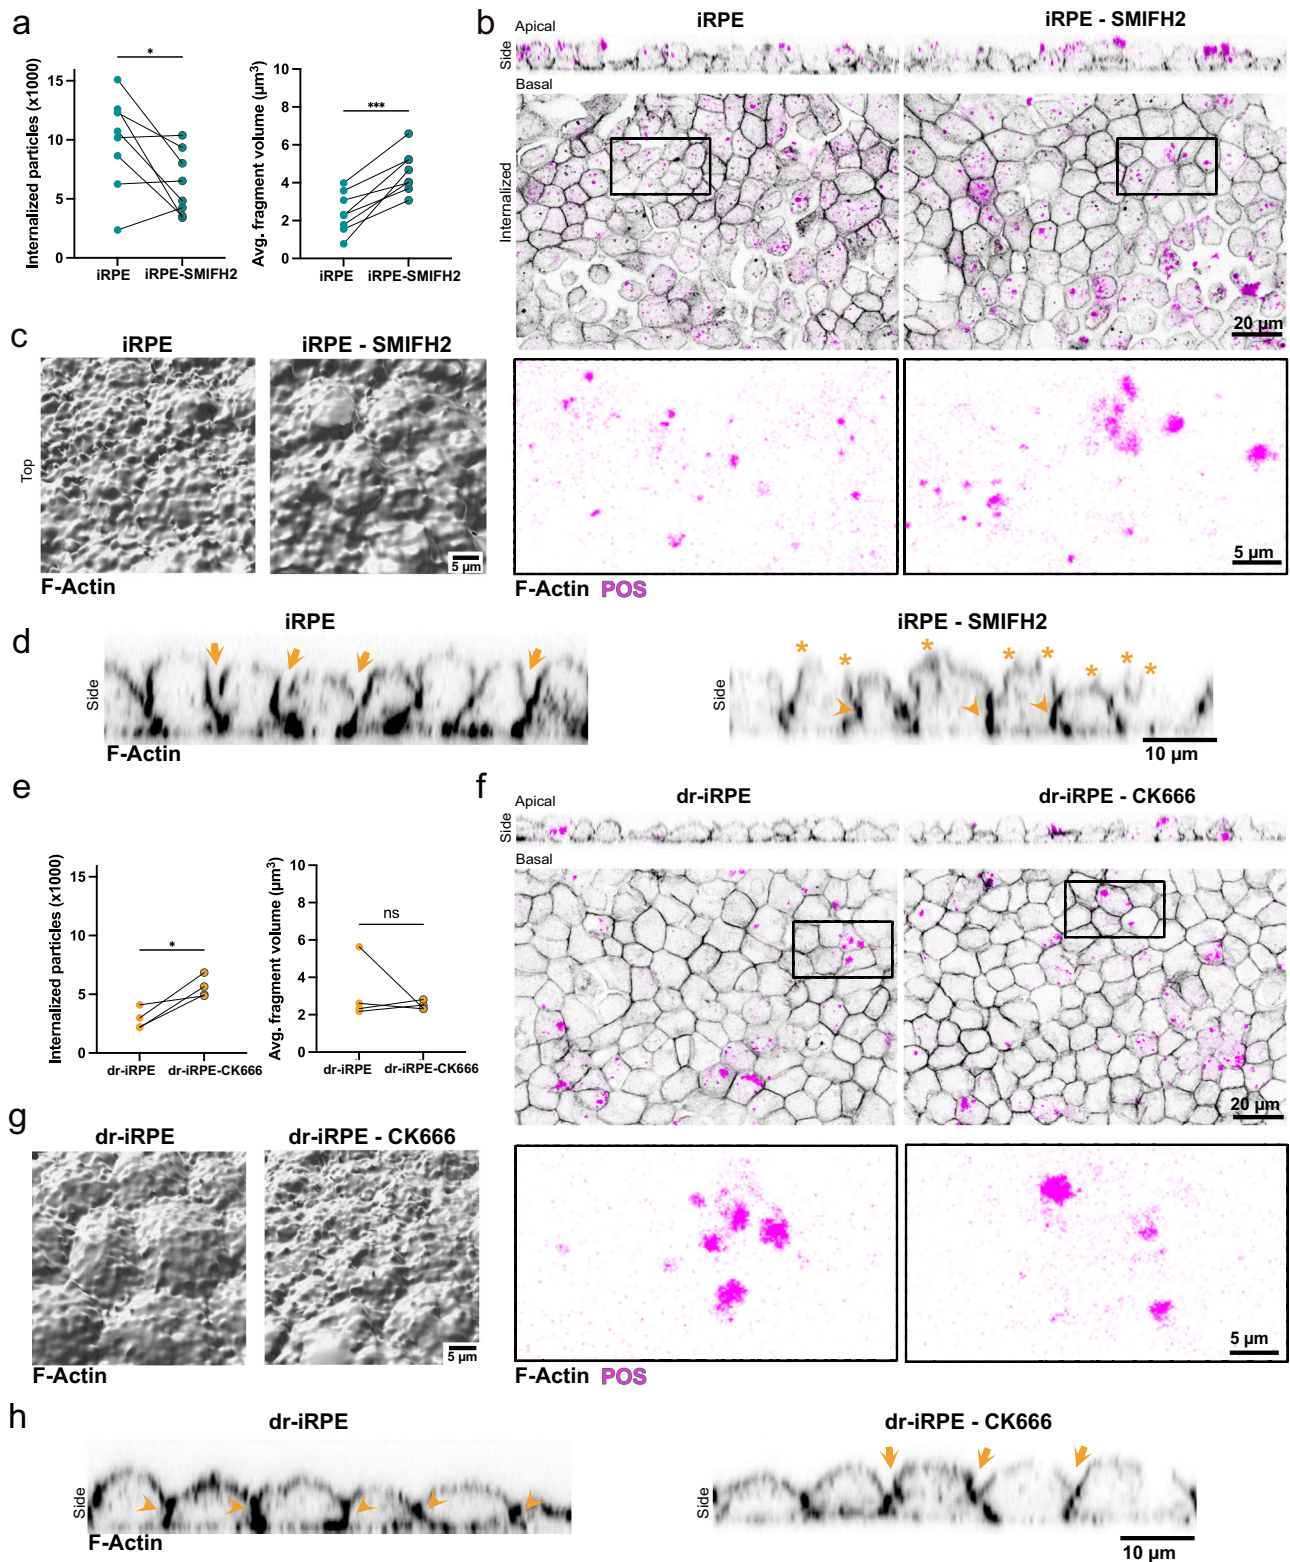 a
Internalized particles (x1000)
15
10
5
0
*
iRPE iRPE-SMIFH2
Avg. fragment volume (µm³)
10
8
6
4
2
0
***
iRPE iRPE-SMIFH2
b
iRPE
iRPE - SMIFH2
Apical
Side
Basal
Internalized
20 µm
5 µm
F-Actin POS
c
iRPE
iRPE - SMIFH2
Top
5 µm
F-Actin
d
iRPE
iRPE - SMIFH2
Side
* * * * * * * *
F-Actin
10 µm
e
Internalized particles (x1000)
15
10
5
0
*
dr-iRPE dr-iRPE-CK666
Avg. fragment volume (µm³)
10
8
6
4
2
0
ns
dr-iRPE dr-iRPE-CK666
f
dr-iRPE
dr-iRPE - CK666
Apical
Side
Basal
20 µm
5 µm
F-Actin POS
g
dr-iRPE
dr-iRPE - CK666
5 µm
F-Actin
h
dr-iRPE
dr-iRPE - CK666
Side
F-Actin
10 µm